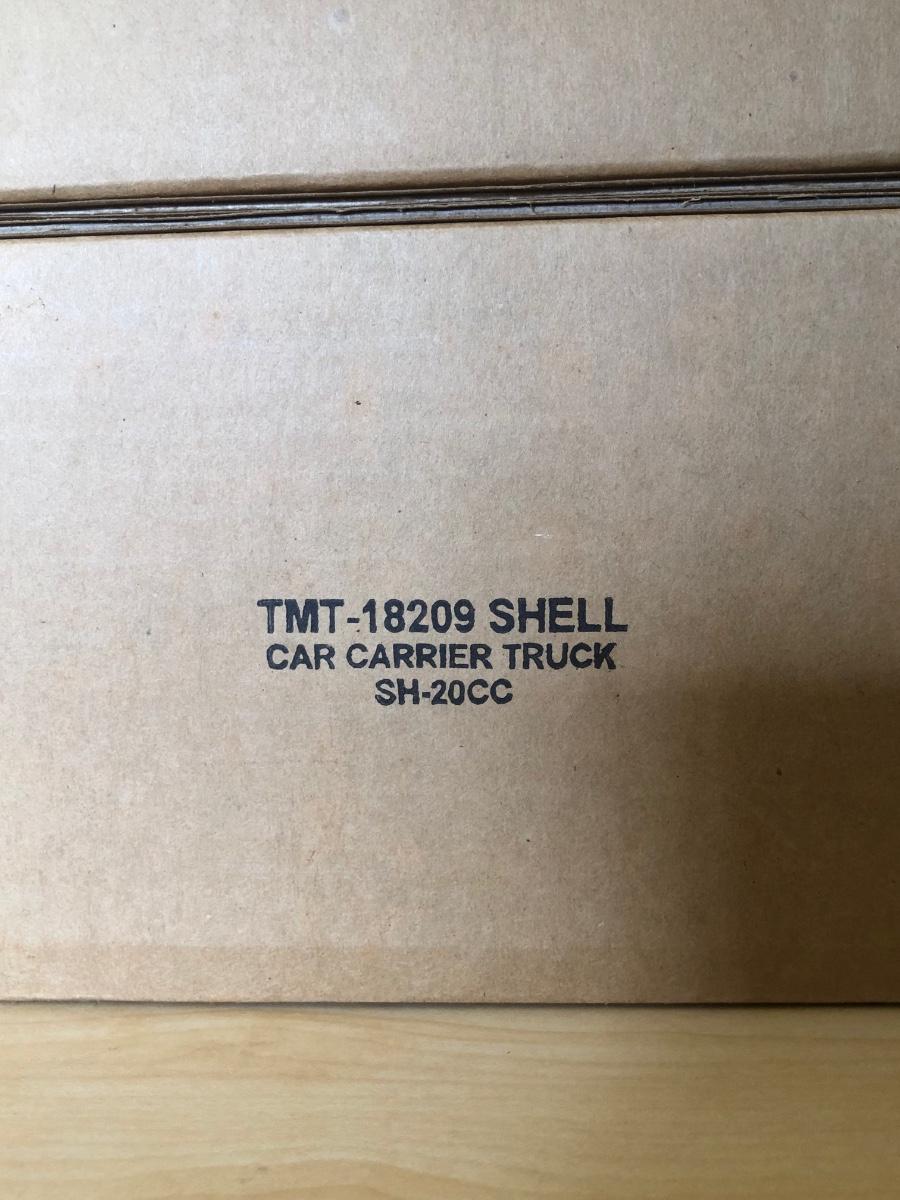 TMT-18209 SHELL
CAR CARRIER TRUCK
SH-20CC